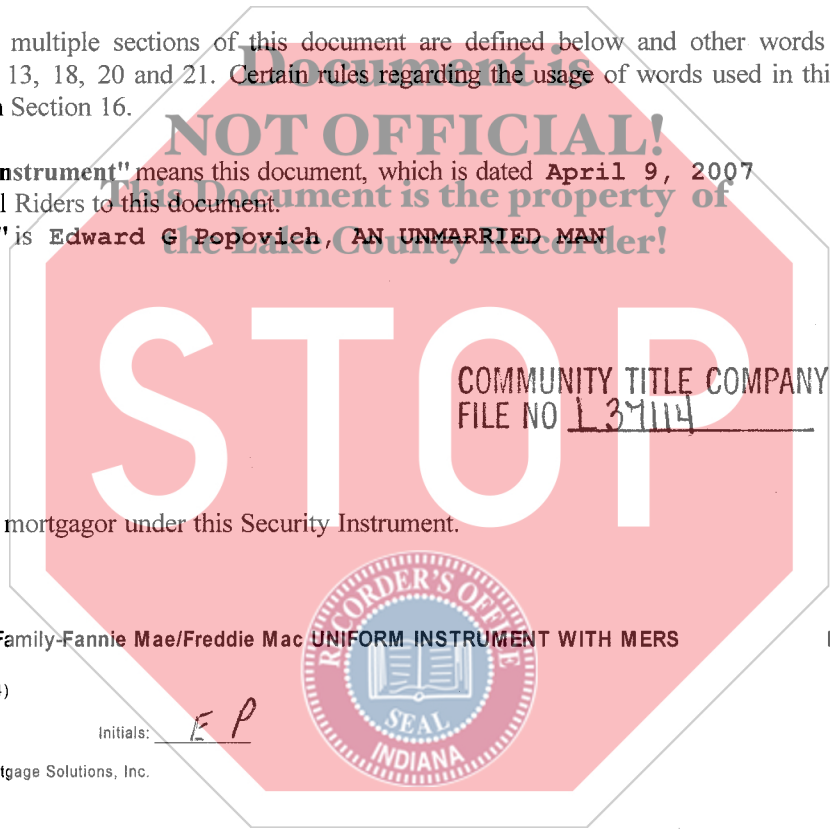 multiple sections of this document are defined below and other words
Document is
13, 18, 20 and 21. Certain rules regarding the usage of words used in thi
Section 16.
NOT OFFICIAL!
nstrument" means this document, which is dated April 9, 2007
This Document is the property of
l Riders to this document.
" is Edward G Popovich, AN UNMARRIED MAN
the Lake County Recorder!
STOP
COMMUNITY TITLE COMPANY
FILE NO L37114
mortgagor under this Security Instrument.
RECORDER'S OFFICE
Family-Fannie Mae/Freddie Mac UNIFORM INSTRUMENT WITH MERS
SEAL
Initials: E P
INDIANA
tgage Solutions, Inc.